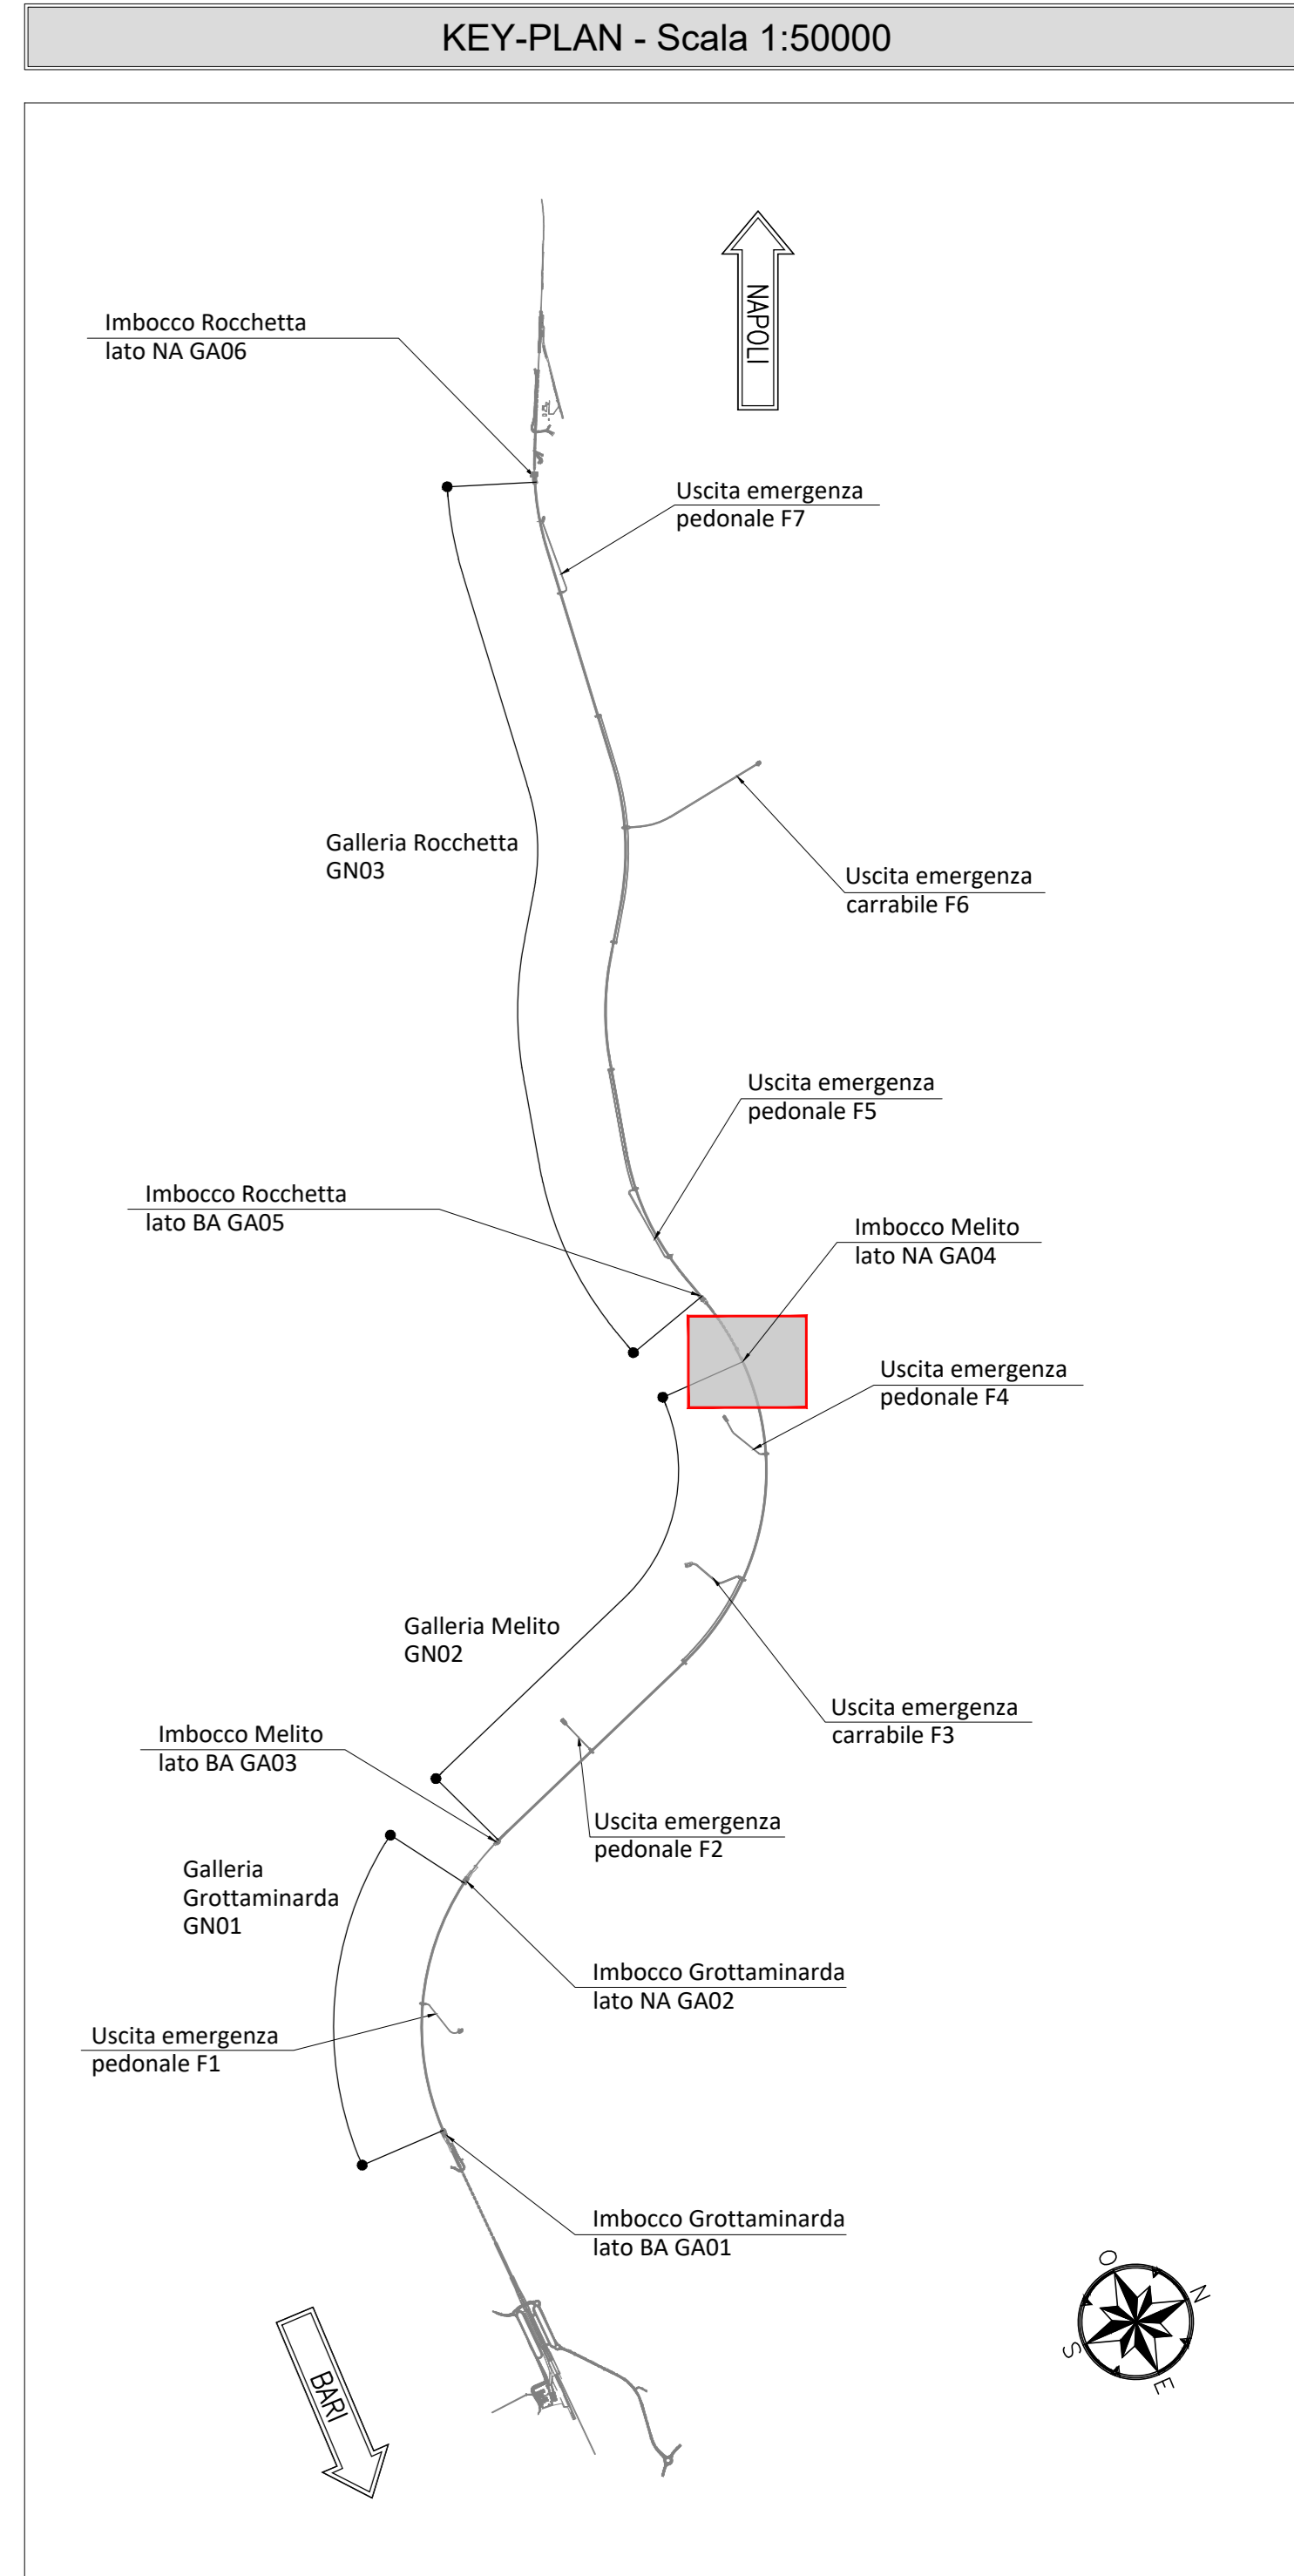 KEY-PLAN - Scala 1:50000
NAPOLI
Imbocco Rocchetta
lato NA GA06
Uscita emergenza
pedonale F7
Galleria Rocchetta
GN03
Uscita emergenza
carrabile F6
Uscita emergenza
pedonale F5
Imbocco Rocchetta
lato BA GA05
Imbocco Melito
lato NA GA04
Uscita emergenza
pedonale F4
Galleria Melito
GN02
Uscita emergenza
carrabile F3
Imbocco Melito
lato BA GA03
Uscita emergenza
pedonale F2
Galleria
Grottaminarda
GN01
Imbocco Grottaminarda
lato NA GA02
Uscita emergenza
pedonale F1
Imbocco Grottaminarda
lato BA GA01
O
N
S
E
BARI